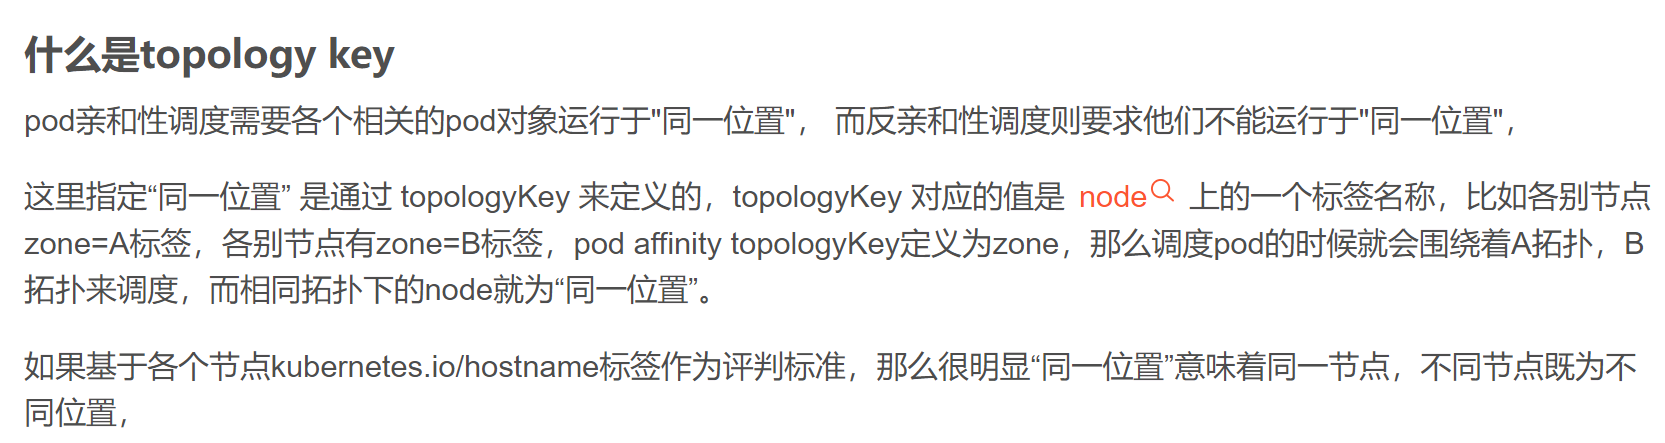 什么是topology key
pod亲和性调度需要各个相关的pod对象运行于"同一位置"， 而反亲和性调度则要求他们不能运行于"同一位置"，
这里指定“同一位置” 是通过 topologyKey 来定义的，topologyKey 对应的值是 node 上的一个标签名称，比如各别节点
zone=A标签，各别节点有zone=B标签，pod affinity topologyKey定义为zone，那么调度pod的时候就会围绕着A拓扑，B
拓扑来调度，而相同拓扑下的node就为“同一位置”。
如果基于各个节点kubernetes.io/hostname标签作为评判标准，那么很明显“同一位置”意味着同一节点，不同节点既为不
同位置，